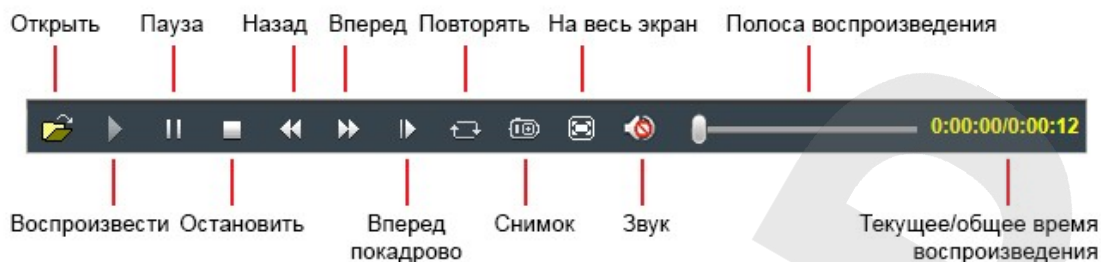 Открыть Пауза Назад Вперед Повторять На весь экран Полоса воспроизведения
0:00:00/0:00:12
Воспроизвести Остановить Вперед покадрово Снимок Звук Текущее/общее время воспроизведения